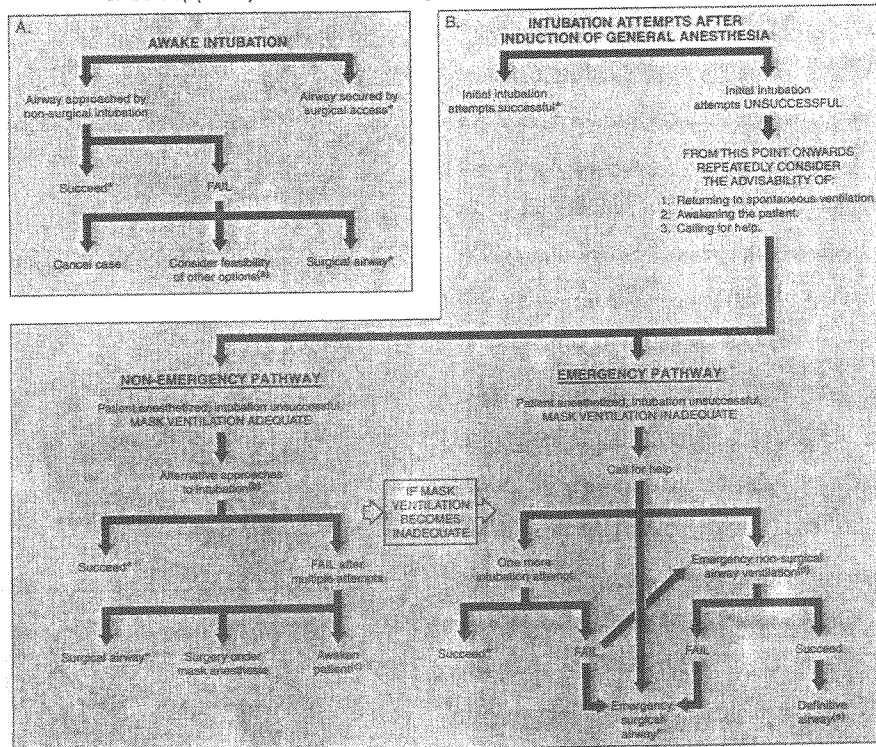 A.
AWAKE INTUBATION
Airway approached by
non-surgical intubation
Airway secured by
surgical access*
Succeed*
FAIL
Cancel case
Consider feasibility
of other options(a)
Surgical airway*
B.
INTUBATION ATTEMPTS AFTER
INDUCTION OF GENERAL ANESTHESIA
Initial intubation
attempts successful*
Initial intubation
attempts UNSUCCESSFUL
FROM THIS POINT ONWARDS
REPEATEDLY CONSIDER
THE ADVISABILITY OF:
1. Returning to spontaneous ventilation.
2. Awakening the patient.
3. Calling for help.
NON-EMERGENCY PATHWAY
Patient anesthetized, intubation unsuccessful,
MASK VENTILATION ADEQUATE
Alternative approaches
to intubation(b)
Succeed*
FAIL after
multiple attempts
Surgical airway*
Surgery under
mask anesthesia
Awaken
patient(c)
IF MASK
VENTILATION
BECOMES
INADEQUATE
EMERGENCY PATHWAY
Patient anesthetized, intubation unsuccessful,
MASK VENTILATION INADEQUATE
Call for help
One more
intubation attempt
Emergency non-surgical
airway ventilation(d)
Succeed*
FAIL
FAIL
Succeed
Emergency
surgical
airway*
Definitive
airway(e)